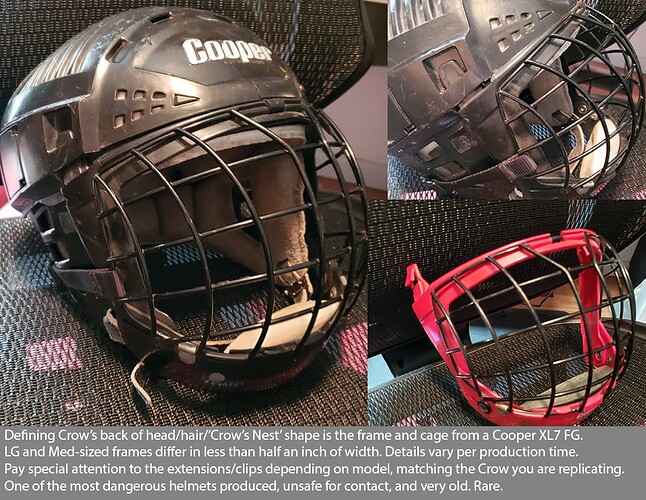 Cooper
Defining Crow's back of head/hair/'Crow's Nest' shape is the frame and cage from a Cooper XL7 FG.
LG and Med-sized frames differ in less than half an inch of width. Details vary per production time.
Pay special attention to the extensions/clips depending on model, matching the Crow you are replicating.
One of the most dangerous helmets produced, unsafe for contact, and very old. Rare.